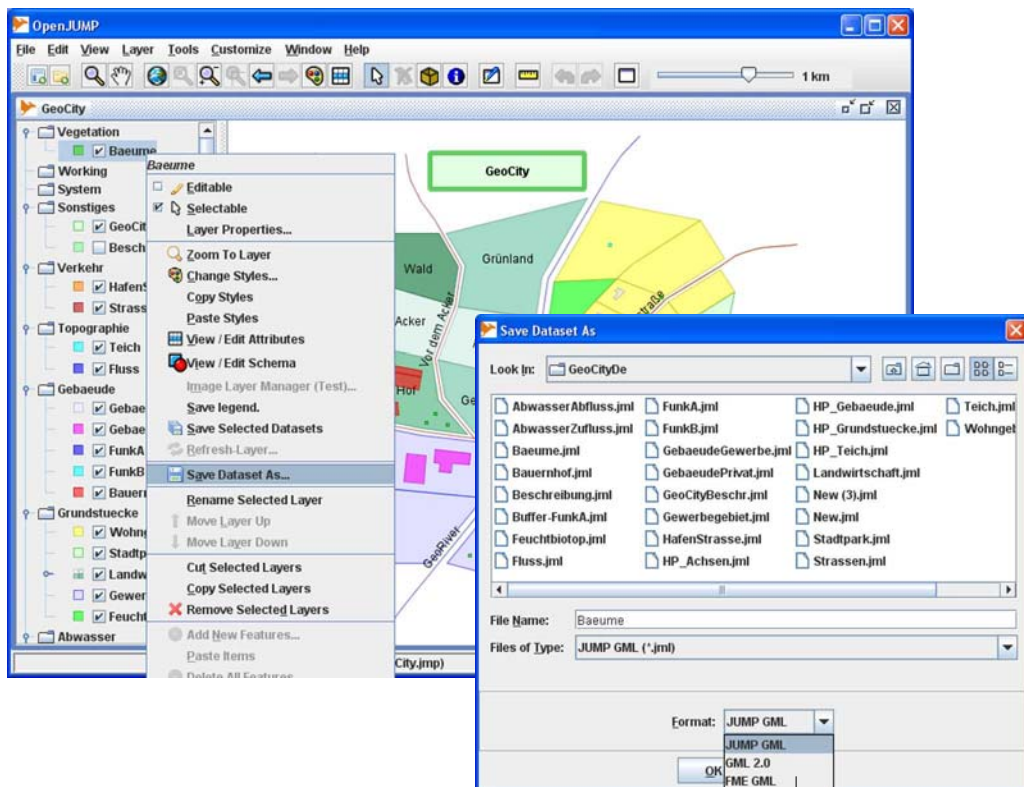 OpenJUMP
File Edit View Layer Tools Customize Window Help
1 km
GeoCity
Vegetation
Baeume
Working
System
Sonstiges
GeoCit
Besch
Verkehr
HafenS
Strass
Topographie
Teich
Fluss
Gebaeude
Gebae
Gebae
FunkA
FunkB
Bauern
Grundstuecke
Wohng
Stadtp
Landw
Gewer
Feucht
Abwasser
Baeume
Editable
Selectable
Layer Properties...
Zoom To Layer
Change Styles...
Copy Styles
Paste Styles
View / Edit Attributes
View / Edit Schema
Image Layer Manager (Test)...
Save legend.
Save Selected Datasets
Refresh-Layer...
Save Dataset As...
Rename Selected Layer
Move Layer Up
Move Layer Down
Cut Selected Layers
Copy Selected Layers
Remove Selected Layers
Add New Features...
Paste Items
Delete All Features
GeoCity
Wald
Grünland
Acker
Vor dem Acker
straße
A
Hof
Ge
GeoRiver
City.jmp)
Save Dataset As
Look In: GeoCityDe
AbwasserAbfluss.jml FunkA.jml HP_Gebaeude.jml Teich.jml
AbwasserZufluss.jml FunkB.jml HP_Grundstuecke.jml Wohngeb
Baeume.jml GebaeudeGewerbe.jml HP_Teich.jml
Bauernhof.jml GebaeudePrivat.jml Landwirtschaft.jml
Beschreibung.jml GeoCityBeschr.jml New (3).jml
Buffer-FunkA.jml Gewerbegebiet.jml New.jml
Feuchtbiotop.jml HafenStrasse.jml Stadtpark.jml
Fluss.jml HP_Achsen.jml Strassen.jml
File Name: Baeume
Files of Type: JUMP GML (*.jml)
Format: JUMP GML
JUMP GML
GML 2.0
FME GML
OK